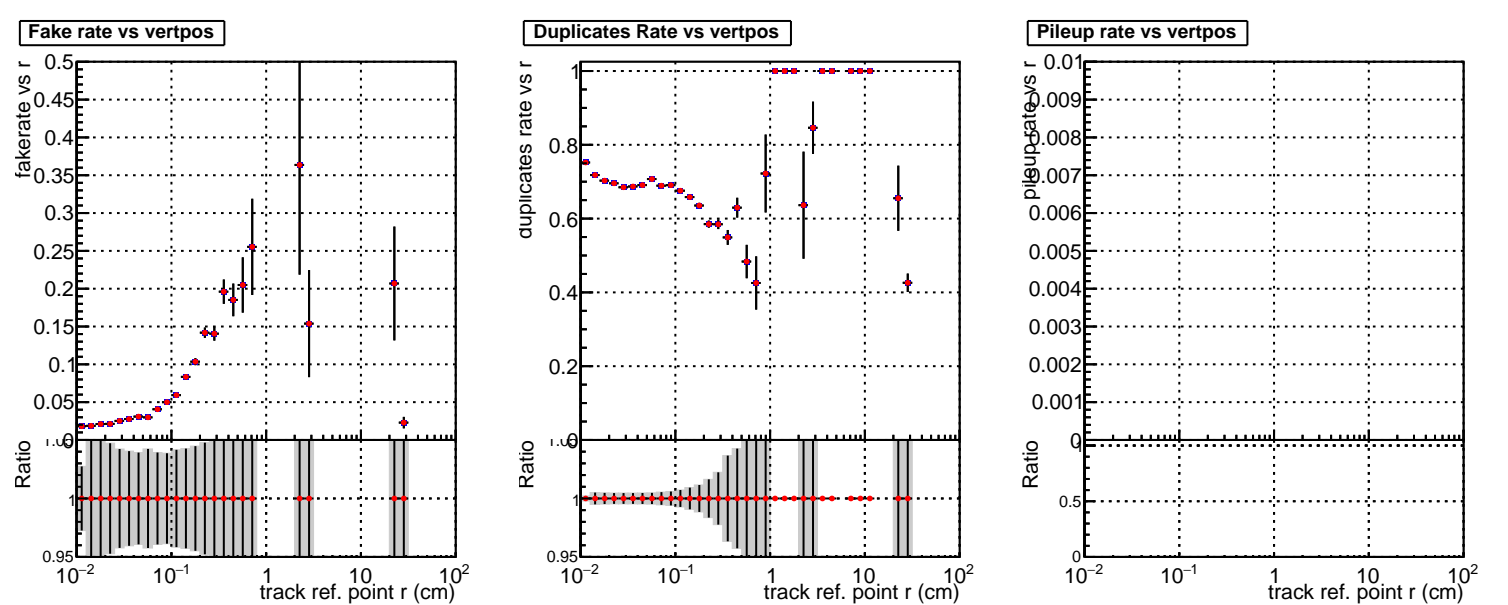 Fake rate vs vertpos
fakerate vs r
0.5
0.45
0.4
0.35
0.3
0.25
0.2
0.15
0.1
0.05
0
Ratio
1
0.95
10⁻² 10⁻¹ 1 10 10²
track ref. point r (cm)
Duplicates Rate vs vertpos
duplicates rate vs r
1
0.8
0.6
0.4
0.2
0
Ratio
1
0.95
10⁻² 10⁻¹ 1 10 10²
track ref. point r (cm)
Pileup rate vs vertpos
pileup rate vs r
0.01
0.009
0.008
0.007
0.006
0.005
0.004
0.003
0.002
0.001
0
Ratio
1
0.5
0
10⁻² 10⁻¹ 1 10 10²
track ref. point r (cm)